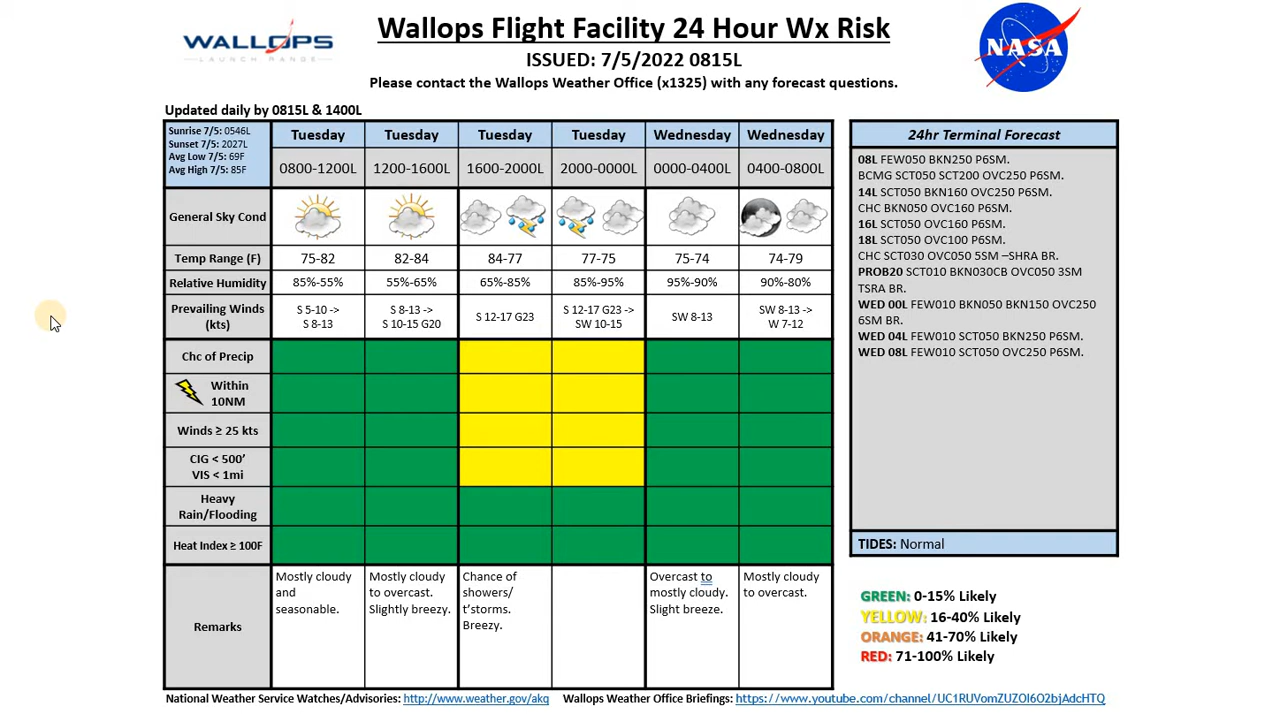 WALLOPS
LAUNCH RANGE
Wallops Flight Facility 24 Hour Wx Risk
ISSUED: 7/5/2022 0815L
Please contact the Wallops Weather Office (x1325) with any forecast questions.
NASA
Updated daily by 0815L & 1400L
Sunrise 7/5: 0546L
Sunset 7/5: 2027L
Avg Low 7/5: 69F
Avg High 7/5: 85F
Tuesday Tuesday Tuesday Tuesday Wednesday Wednesday
0800-1200L 1200-1600L 1600-2000L 2000-0000L 0000-0400L 0400-0800L
General Sky Cond
Temp Range (F) 75-82 82-84 84-77 77-75 75-74 74-79
Relative Humidity 85%-55% 55%-65% 65%-85% 85%-95% 95%-90% 90%-80%
Prevailing Winds (kts) S 5-10 -> S 8-13 -> S 12-17 G23 S 12-17 G23 -> SW 8-13 SW 8-13 ->
S 8-13 S 10-15 G20 SW 10-15 W 7-12
Chc of Precip
Within
10NM
Winds ≥ 25 kts
CIG < 500’
VIS < 1mi
Heavy
Rain/Flooding
Heat Index ≥ 100F
Remarks
Mostly cloudy
and
seasonable.
Mostly cloudy
to overcast.
Slightly breezy.
Chance of
showers/
t’storms.
Breezy.
Overcast to
mostly cloudy.
Slight breeze.
Mostly cloudy
to overcast.
24hr Terminal Forecast
08L FEW050 BKN250 P6SM.
BCMG SCT050 SCT200 OVC250 P6SM.
14L SCT050 BKN160 OVC250 P6SM.
CHC BKN050 OVC160 P6SM.
16L SCT050 OVC160 P6SM.
18L SCT050 OVC100 P6SM.
CHC SCT030 OVC050 5SM –SHRA BR.
PROB20 SCT010 BKN030CB OVC050 3SM
TSRA BR.
WED 00L FEW010 BKN050 BKN150 OVC250
6SM BR.
WED 04L FEW010 SCT050 BKN250 P6SM.
WED 08L FEW010 SCT050 OVC250 P6SM.
TIDES: Normal
GREEN: 0-15% Likely
YELLOW: 16-40% Likely
ORANGE: 41-70% Likely
RED: 71-100% Likely
National Weather Service Watches/Advisories: http://www.weather.gov/akq Wallops Weather Office Briefings: https://www.youtube.com/channel/UC1RUVomZUZOl6O2bjAdcHTQ